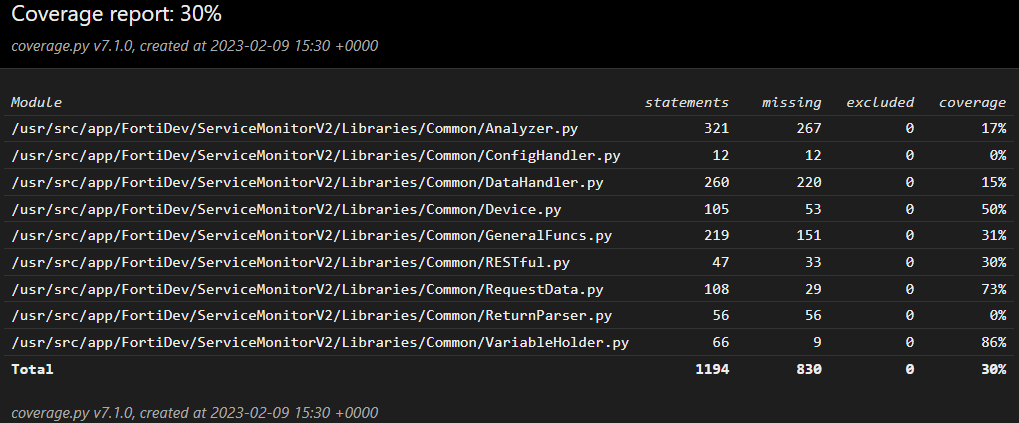 Coverage report: 30%
coverage.py v7.1.0, created at 2023-02-09 15:30 +0000
Module statements missing excluded coverage
/usr/src/app/FortiDev/ServiceMonitorV2/Libraries/Common/Analyzer.py 321 267 0 17%
/usr/src/app/FortiDev/ServiceMonitorV2/Libraries/Common/ConfigHandler.py 12 12 0 0%
/usr/src/app/FortiDev/ServiceMonitorV2/Libraries/Common/DataHandler.py 260 220 0 15%
/usr/src/app/FortiDev/ServiceMonitorV2/Libraries/Common/Device.py 105 53 0 50%
/usr/src/app/FortiDev/ServiceMonitorV2/Libraries/Common/GeneralFuncs.py 219 151 0 31%
/usr/src/app/FortiDev/ServiceMonitorV2/Libraries/Common/RESTful.py 47 33 0 30%
/usr/src/app/FortiDev/ServiceMonitorV2/Libraries/Common/RequestData.py 108 29 0 73%
/usr/src/app/FortiDev/ServiceMonitorV2/Libraries/Common/ReturnParser.py 56 56 0 0%
/usr/src/app/FortiDev/ServiceMonitorV2/Libraries/Common/VariableHolder.py 66 9 0 86%
Total 1194 830 0 30%
coverage.py v7.1.0, created at 2023-02-09 15:30 +0000